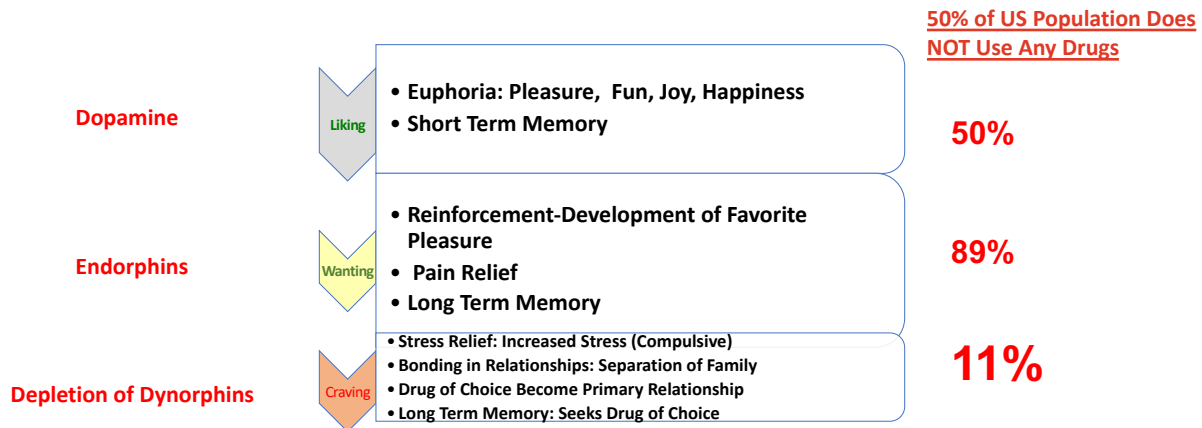 50% of US Population Does
NOT Use Any Drugs
Dopamine
Liking
• Euphoria: Pleasure, Fun, Joy, Happiness
• Short Term Memory
50%
Endorphins
Wanting
• Reinforcement-Development of Favorite
Pleasure
• Pain Relief
• Long Term Memory
89%
Depletion of Dynorphins
Craving
• Stress Relief: Increased Stress (Compulsive)
• Bonding in Relationships: Separation of Family
• Drug of Choice Become Primary Relationship
• Long Term Memory: Seeks Drug of Choice
11%